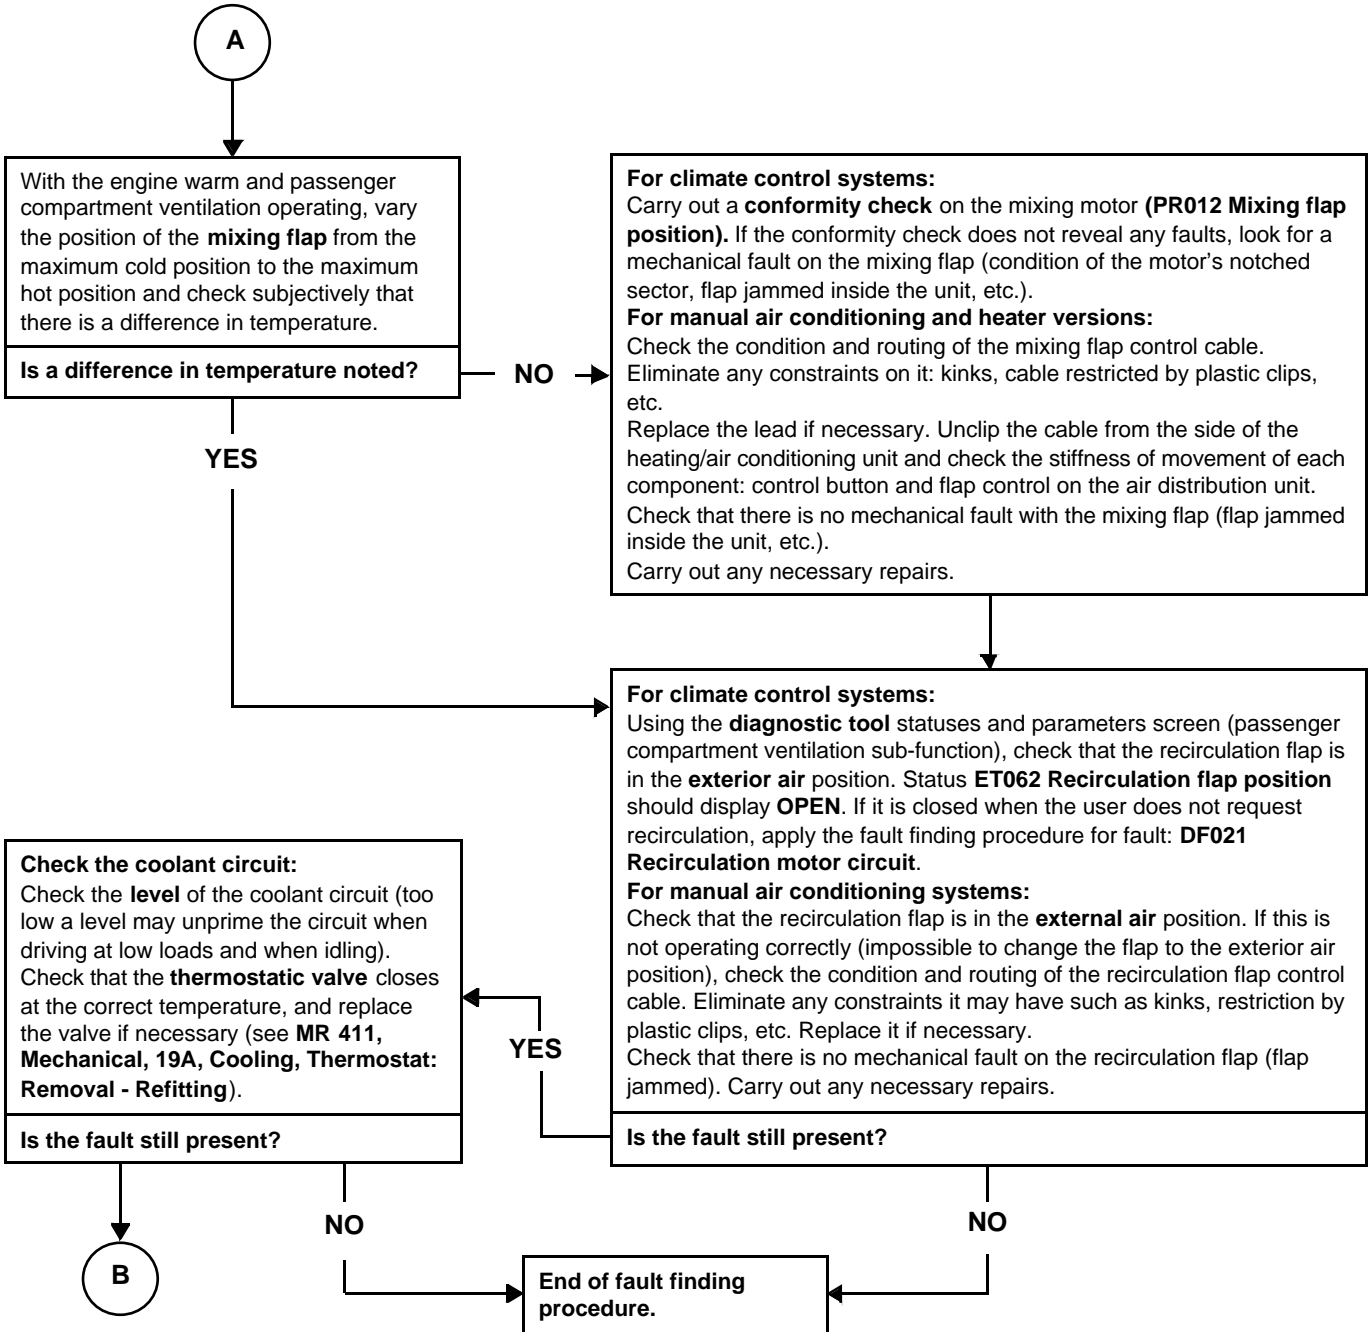 A
With the engine warm and passenger
compartment ventilation operating, vary
the position of the mixing flap from the
maximum cold position to the maximum
hot position and check subjectively that
there is a difference in temperature.
Is a difference in temperature noted?
NO
YES
For climate control systems:
Carry out a conformity check on the mixing motor (PR012 Mixing flap
position). If the conformity check does not reveal any faults, look for a
mechanical fault on the mixing flap (condition of the motor's notched
sector, flap jammed inside the unit, etc.).
For manual air conditioning and heater versions:
Check the condition and routing of the mixing flap control cable.
Eliminate any constraints on it: kinks, cable restricted by plastic clips,
etc.
Replace the lead if necessary. Unclip the cable from the side of the
heating/air conditioning unit and check the stiffness of movement of each
component: control button and flap control on the air distribution unit.
Check that there is no mechanical fault with the mixing flap (flap jammed
inside the unit, etc.).
Carry out any necessary repairs.
For climate control systems:
Using the diagnostic tool statuses and parameters screen (passenger
compartment ventilation sub-function), check that the recirculation flap is
in the exterior air position. Status ET062 Recirculation flap position
should display OPEN. If it is closed when the user does not request
recirculation, apply the fault finding procedure for fault: DF021
Recirculation motor circuit.
For manual air conditioning systems:
Check that the recirculation flap is in the external air position. If this is
not operating correctly (impossible to change the flap to the exterior air
position), check the condition and routing of the recirculation flap control
cable. Eliminate any constraints it may have such as kinks, restriction by
plastic clips, etc. Replace it if necessary.
Check that there is no mechanical fault on the recirculation flap (flap
jammed). Carry out any necessary repairs.
Is the fault still present?
YES
NO
Check the coolant circuit:
Check the level of the coolant circuit (too
low a level may unprime the circuit when
driving at low loads and when idling).
Check that the thermostatic valve closes
at the correct temperature, and replace
the valve if necessary (see MR 411,
Mechanical, 19A, Cooling, Thermostat:
Removal - Refitting).
Is the fault still present?
NO
B
End of fault finding
procedure.